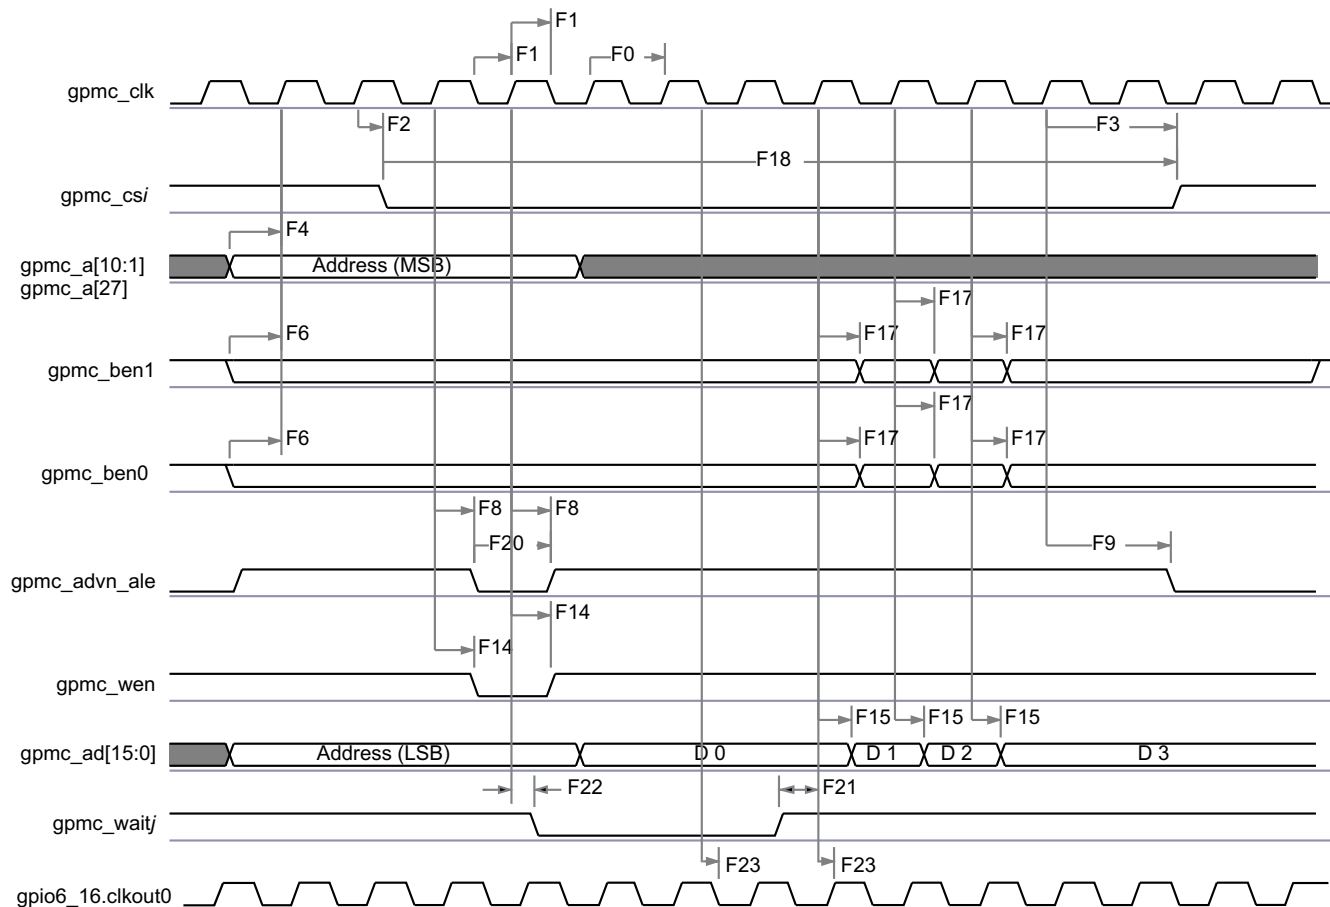 F1
F1 F0
gpmc_clk
F2 F3
F18
gpmc_csi
F4
gpmc_a[10:1] Address (MSB)
gpmc_a[27]
F17
F6 F17 F17
gpmc_ben1
F17
F6 F17 F17
gpmc_ben0
F8 F8
F20 F9
gpmc_advn_ale
F14
F14
gpmc_wen
F15 F15 F15
gpmc_ad[15:0] Address (LSB) D 0 D 1 D 2 D 3
F22 F21
gpmc_waitj
F23 F23
gpio6_16.clkout0